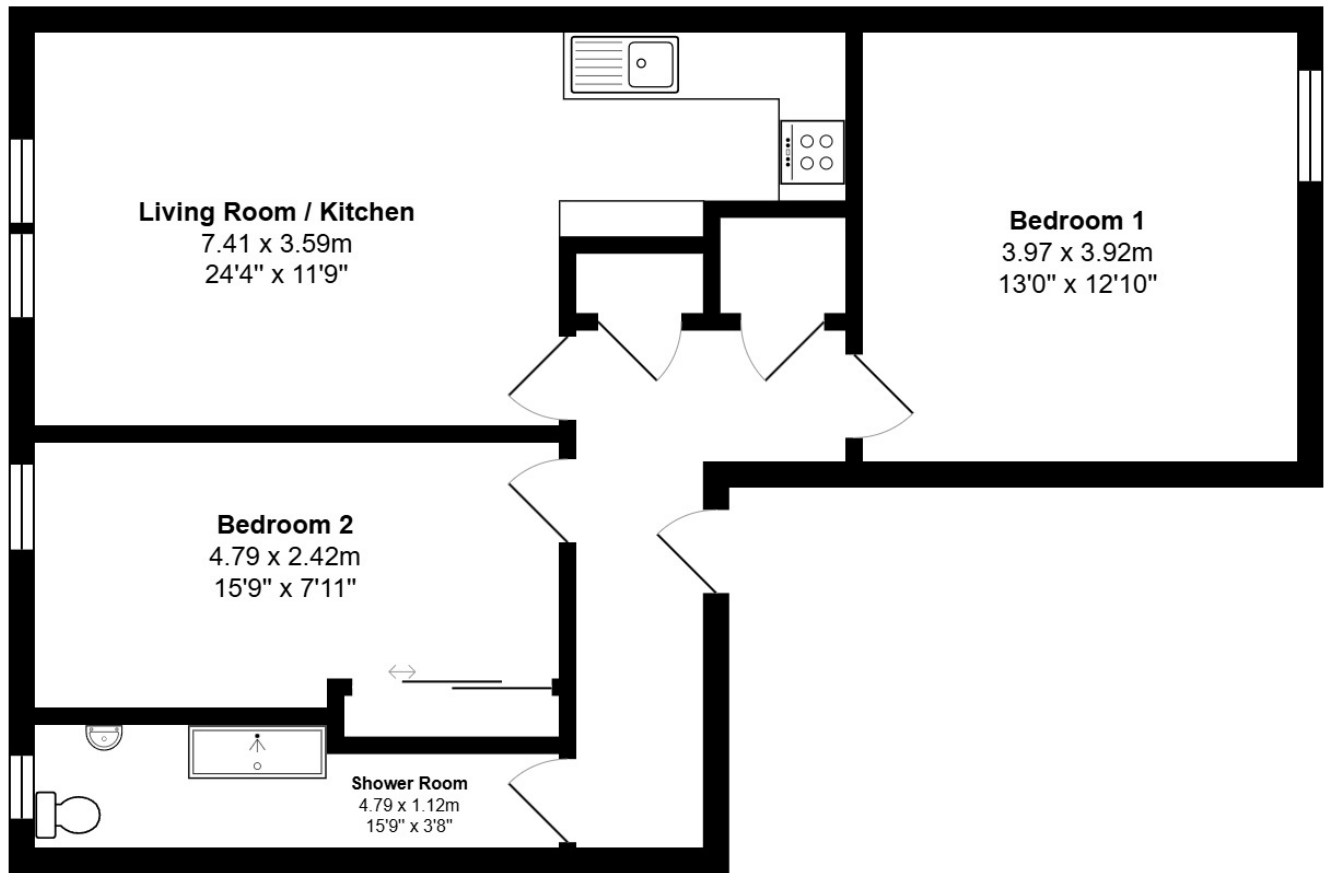 Living Room / Kitchen
7.41 x 3.59m
24'4" x 11'9"
Bedroom 1
3.97 x 3.92m
13'0" x 12'10"
Bedroom 2
4.79 x 2.42m
15'9" x 7'11"
Shower Room
4.79 x 1.12m
15'9" x 3'8"